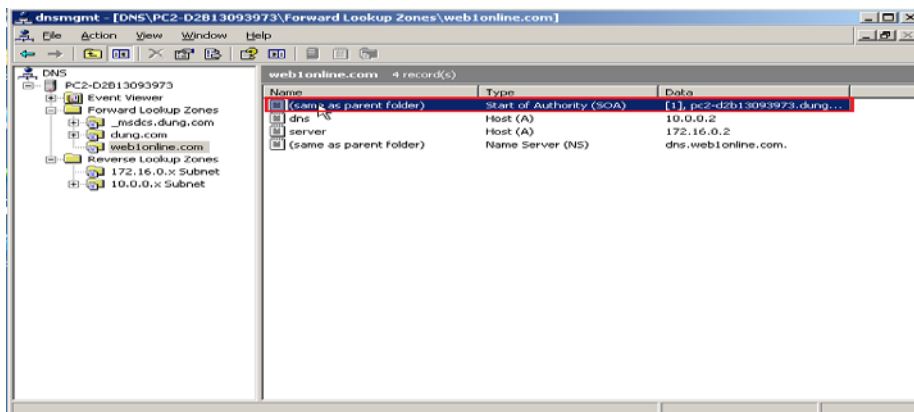 dnsmgmt - [DNS\PC2-D2B13093973\Forward Lookup Zones\web1online.com]
File Action View Window Help
DNS
PC2-D2B13093973
Event Viewer
Forward Lookup Zones
_msdcs.dung.com
dung.com
web1online.com
Reverse Lookup Zones
172.16.0.x Subnet
10.0.0.x Subnet
web1online.com 4 record(s)
Name Type Data
(same as parent folder) Start of Authority (SOA) [1], pc2-d2b13093973.dung...
dns Host (A) 10.0.0.2
server Host (A) 172.16.0.2
(same as parent folder) Name Server (NS) dns.web1online.com.